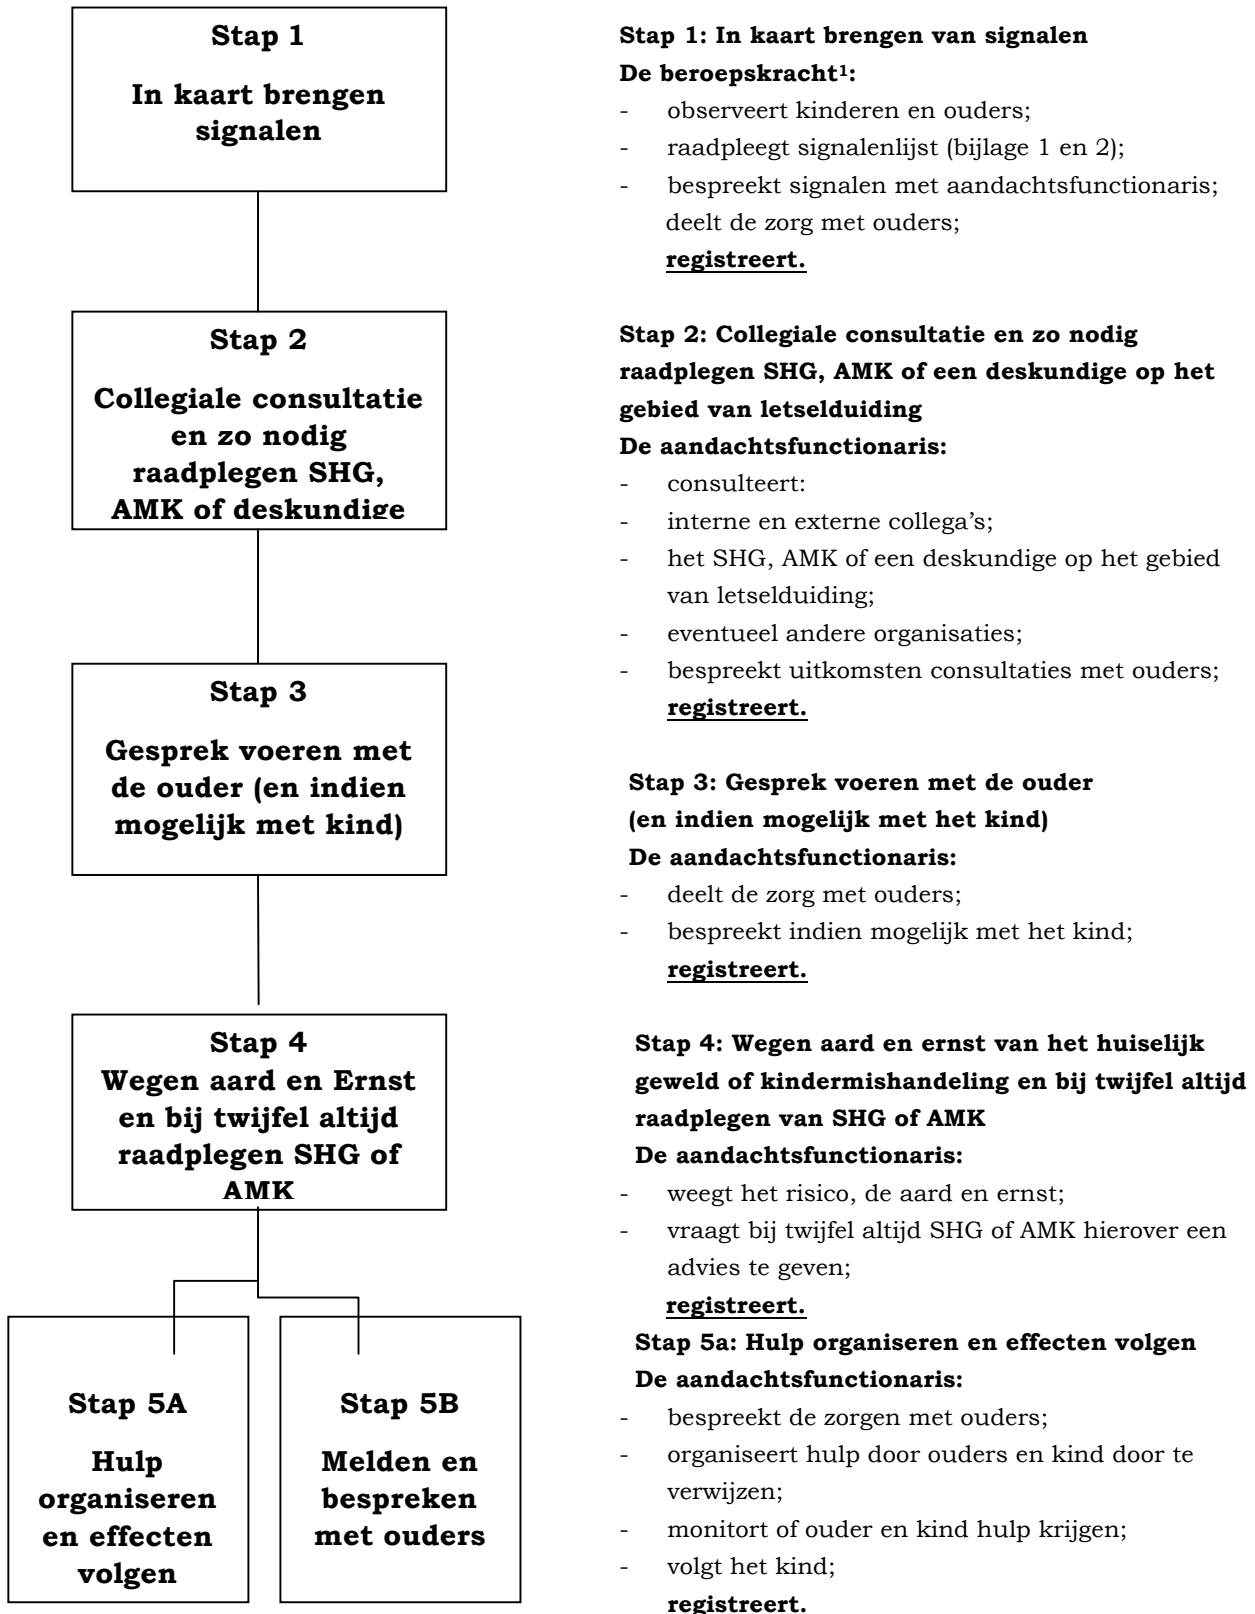 Stap 1
In kaart brengen
signalen
Stap 2
Collegiale consultatie
en zo nodig
raadplegen SHG,
AMK of deskundige
Stap 3
Gesprek voeren met
de ouder (en indien
mogelijk met kind)
Stap 4
Wegen aard en Ernst
en bij twijfel altijd
raadplegen SHG of
AMK
Stap 5A
Hulp
organiseren
en effecten
volgen
Stap 5B
Melden en
bespreken
met ouders
Stap 1: In kaart brengen van signalen
De beroepskracht¹:
- observeert kinderen en ouders;
- raadpleegt signalenlijst (bijlage 1 en 2);
- bespreekt signalen met aandachtsfunctionaris;
deelt de zorg met ouders;
registreert.
Stap 2: Collegiale consultatie en zo nodig
raadplegen SHG, AMK of een deskundige op het
gebied van letselduiding
De aandachtsfunctionaris:
- consulteert:
- interne en externe collega’s;
- het SHG, AMK of een deskundige op het gebied
van letselduiding;
- eventueel andere organisaties;
- bespreekt uitkomsten consultaties met ouders;
registreert.
Stap 3: Gesprek voeren met de ouder
(en indien mogelijk met het kind)
De aandachtsfunctionaris:
- deelt de zorg met ouders;
- bespreekt indien mogelijk met het kind;
registreert.
Stap 4: Wegen aard en ernst van het huiselijk
geweld of kindermishandeling en bij twijfel altijd
raadplegen van SHG of AMK
De aandachtsfunctionaris:
- weegt het risico, de aard en ernst;
- vraagt bij twijfel altijd SHG of AMK hierover een
advies te geven;
registreert.
Stap 5a: Hulp organiseren en effecten volgen
De aandachtsfunctionaris:
- bespreekt de zorgen met ouders;
- organiseert hulp door ouders en kind door te
verwijzen;
- monitort of ouder en kind hulp krijgen;
- volgt het kind;
registreert.